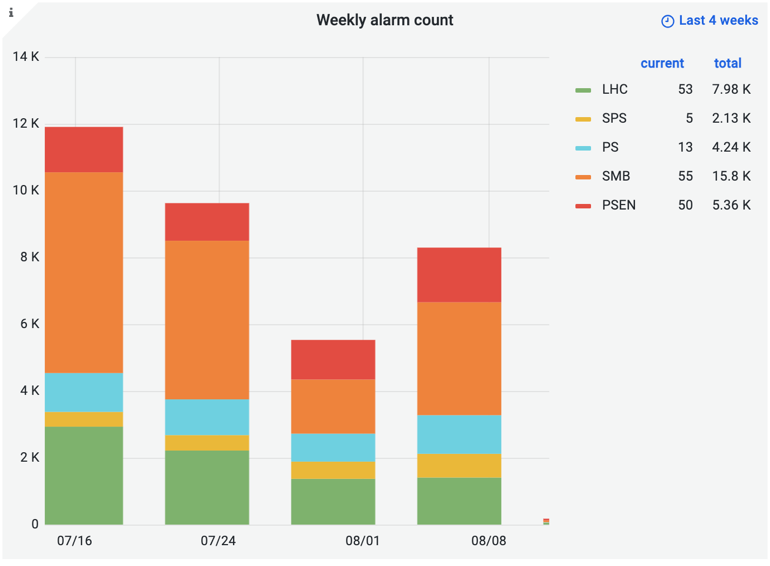 i
Weekly alarm count
Last 4 weeks
14 K
12 K
10 K
8 K
6 K
4 K
2 K
0
07/16 07/24 08/01 08/08
current total
LHC 53 7.98 K
SPS 5 2.13 K
PS 13 4.24 K
SMB 55 15.8 K
PSEN 50 5.36 K